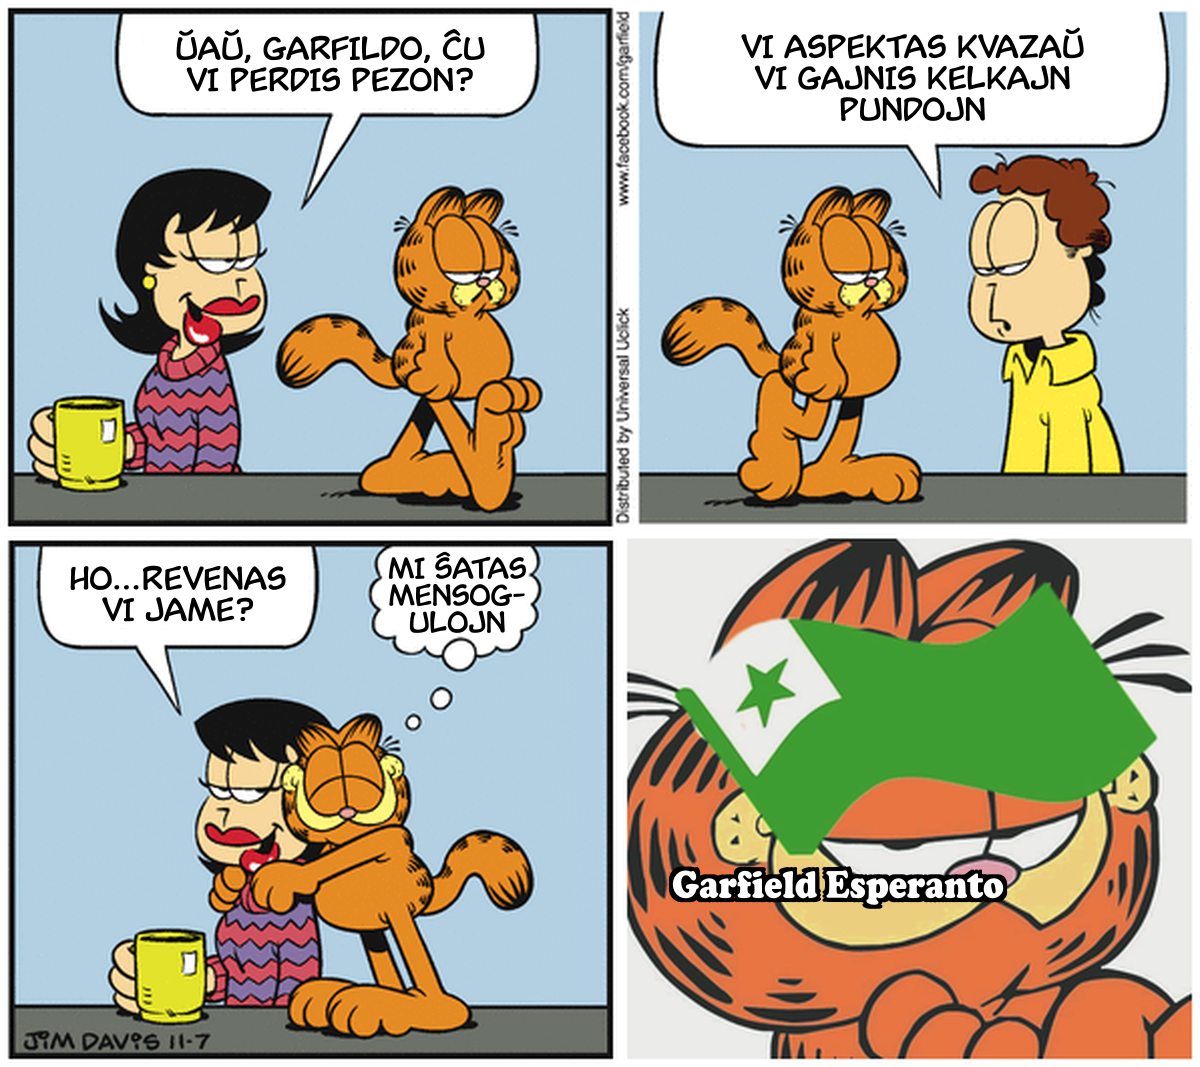 ŬAŬ, GARFILDO, ĈU
VI PERDIS PEZON?
www.facebook.com/garfield
Distributed by Universal Uclick
VI ASPEKTAS KVAZAŬ
VI GAJNIS KELKAJN
PUNDOJN
HO...REVENAS
VI JAME?
MI ŜATAS
MENSOG-
ULOJN
JIM DAVIS 11-7
Garfield Esperanto